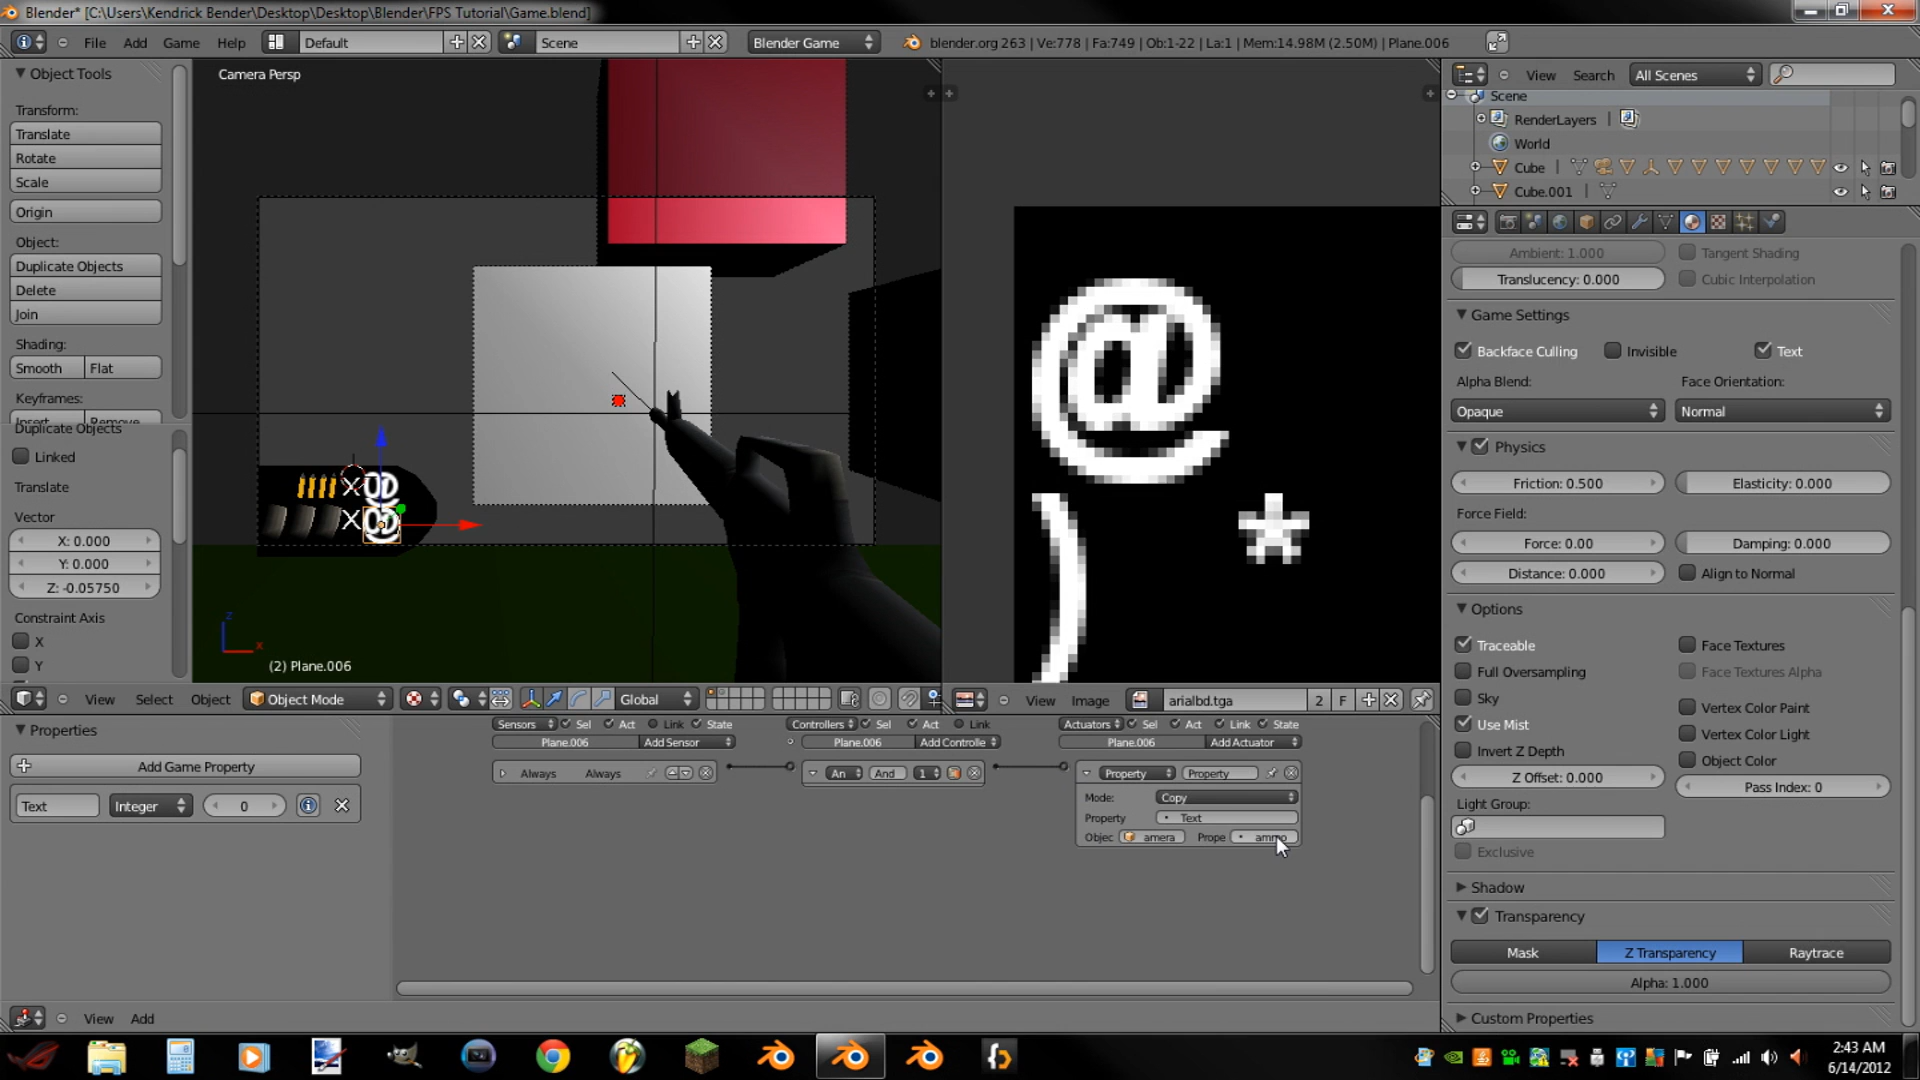 Blender* [C:\Users\Kendrick Bender\Desktop\Desktop\Blender\FPS Tutorial\Game.blend]
File Add Game Help Default Scene Blender Game blender.org 263 | Ve:778 | Fa:749 | Ob:1-22 | La:1 | Mem:14.98M (2.50M) | Plane.006
Object Tools
Transform:
Translate
Rotate
Scale
Origin
Object:
Duplicate Objects
Delete
Join
Shading:
Smooth Flat
Keyframes:
Insert Remove
Duplicate Objects
Linked
Translate
Vector
X: 0.000
Y: 0.000
Z: -0.05750
Constraint Axis
X
Y
Camera Persp
X @
X @
z
x
(2) Plane.006
View Select Object Object Mode Global
@
) *
View Image arialbd.tga 2 F
View Search All Scenes
Scene
RenderLayers |
World
Cube |
Cube.001 |
Ambient: 1.000 Tangent Shading
Translucency: 0.000 Cubic Interpolation
Game Settings
Backface Culling Invisible Text
Alpha Blend: Face Orientation:
Opaque Normal
Physics
Friction: 0.500 Elasticity: 0.000
Force Field:
Force: 0.00 Damping: 0.000
Distance: 0.000 Align to Normal
Options
Traceable Face Textures
Full Oversampling Face Textures Alpha
Sky
Vertex Color Paint
Use Mist
Vertex Color Light
Invert Z Depth
Object Color
Z Offset: 0.000
Pass Index: 0
Light Group:
Exclusive
Shadow
Transparency
Mask Z Transparency Raytrace
Alpha: 1.000
Custom Properties
Properties
Add Game Property
Text Integer 0
Sensors Sel Act Link State Controllers Sel Act Link Actuators Sel Act Link State
Plane.006 Add Sensor Plane.006 Add Controlle Plane.006 Add Actuator
Always Always An And 1 Property Property
Mode: Copy
Property Text
Objec amera Prope ammo
View Add
2:43 AM
6/14/2012